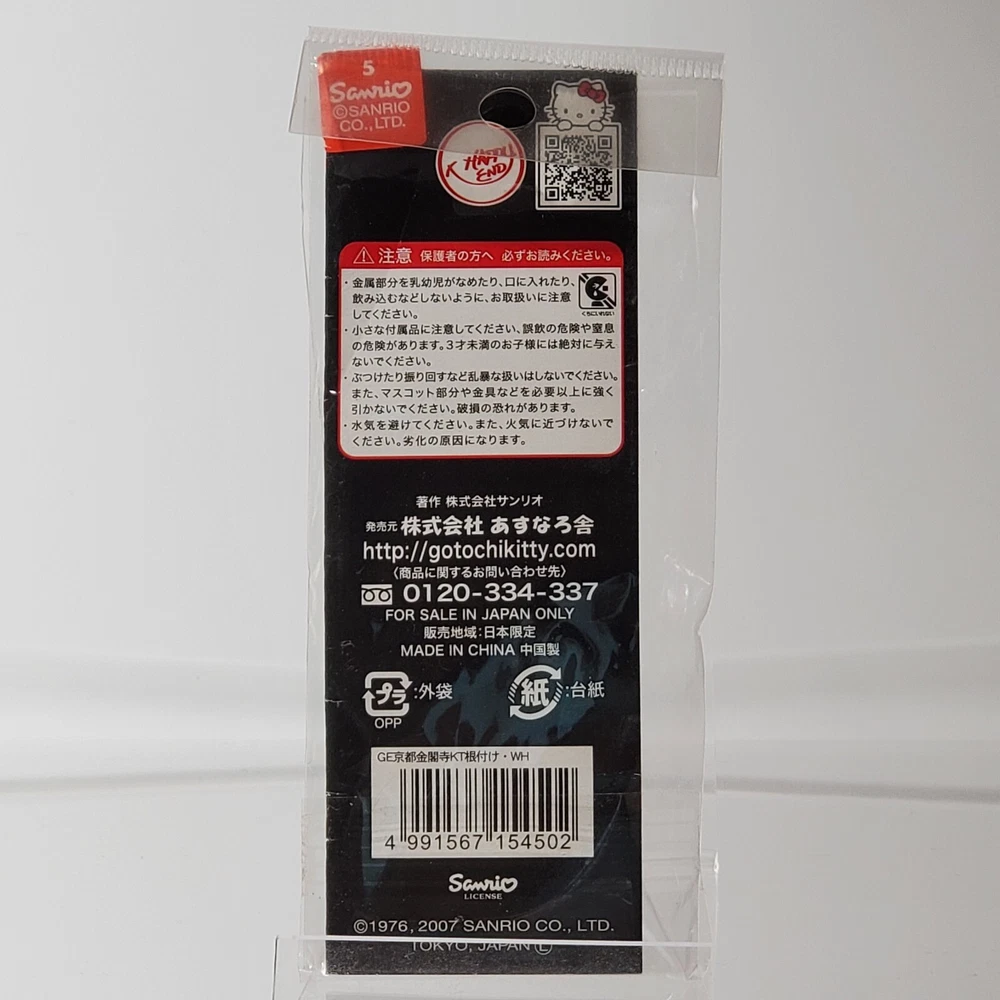 5
Sanrio
©SANRIO
CO., LTD.
END
⚠ 注意 保護者の方へ 必ずお読みください。
・金属部分を乳幼児がなめたり、口に入れたり、
飲み込むなどしないように、お取扱いに注意
してください。
くちにいれない
・小さな付属品に注意してください、誤飲の危険や窒息
の危険があります。3才未満のお子様には絶対に与え
ないでください。
・ぶつけたり振り回すなど乱暴な扱いはしないでください。
また、マスコット部分や金具などを必要以上に強く
引かないでください。破損の恐れがあります。
・水気を避けてください。また、火気に近づけないで
ください。劣化の原因になります。
著作 株式会社サンリオ
発売元 株式会社 あすなろ舎
http://gotochikitty.com
〈商品に関するお問い合わせ先〉
0120-334-337
FOR SALE IN JAPAN ONLY
販売地域:日本限定
MADE IN CHINA 中国製
プラ :外袋 紙 :台紙
OPP
GE京都金閣寺KT根付け・WH
4 991567 154502
Sanrio
LICENSE
©1976, 2007 SANRIO CO., LTD.
TOKYO, JAPAN Ⓛ